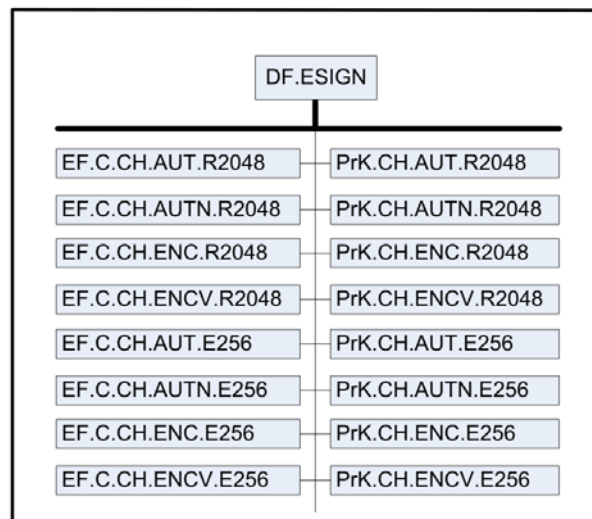 DF.ESIGN
EF.C.CH.AUT.R2048 PrK.CH.AUT.R2048
EF.C.CH.AUTN.R2048 PrK.CH.AUTN.R2048
EF.C.CH.ENC.R2048 PrK.CH.ENC.R2048
EF.C.CH.ENCV.R2048 PrK.CH.ENCV.R2048
EF.C.CH.AUT.E256 PrK.CH.AUT.E256
EF.C.CH.AUTN.E256 PrK.CH.AUTN.E256
EF.C.CH.ENC.E256 PrK.CH.ENC.E256
EF.C.CH.ENCV.E256 PrK.CH.ENCV.E256